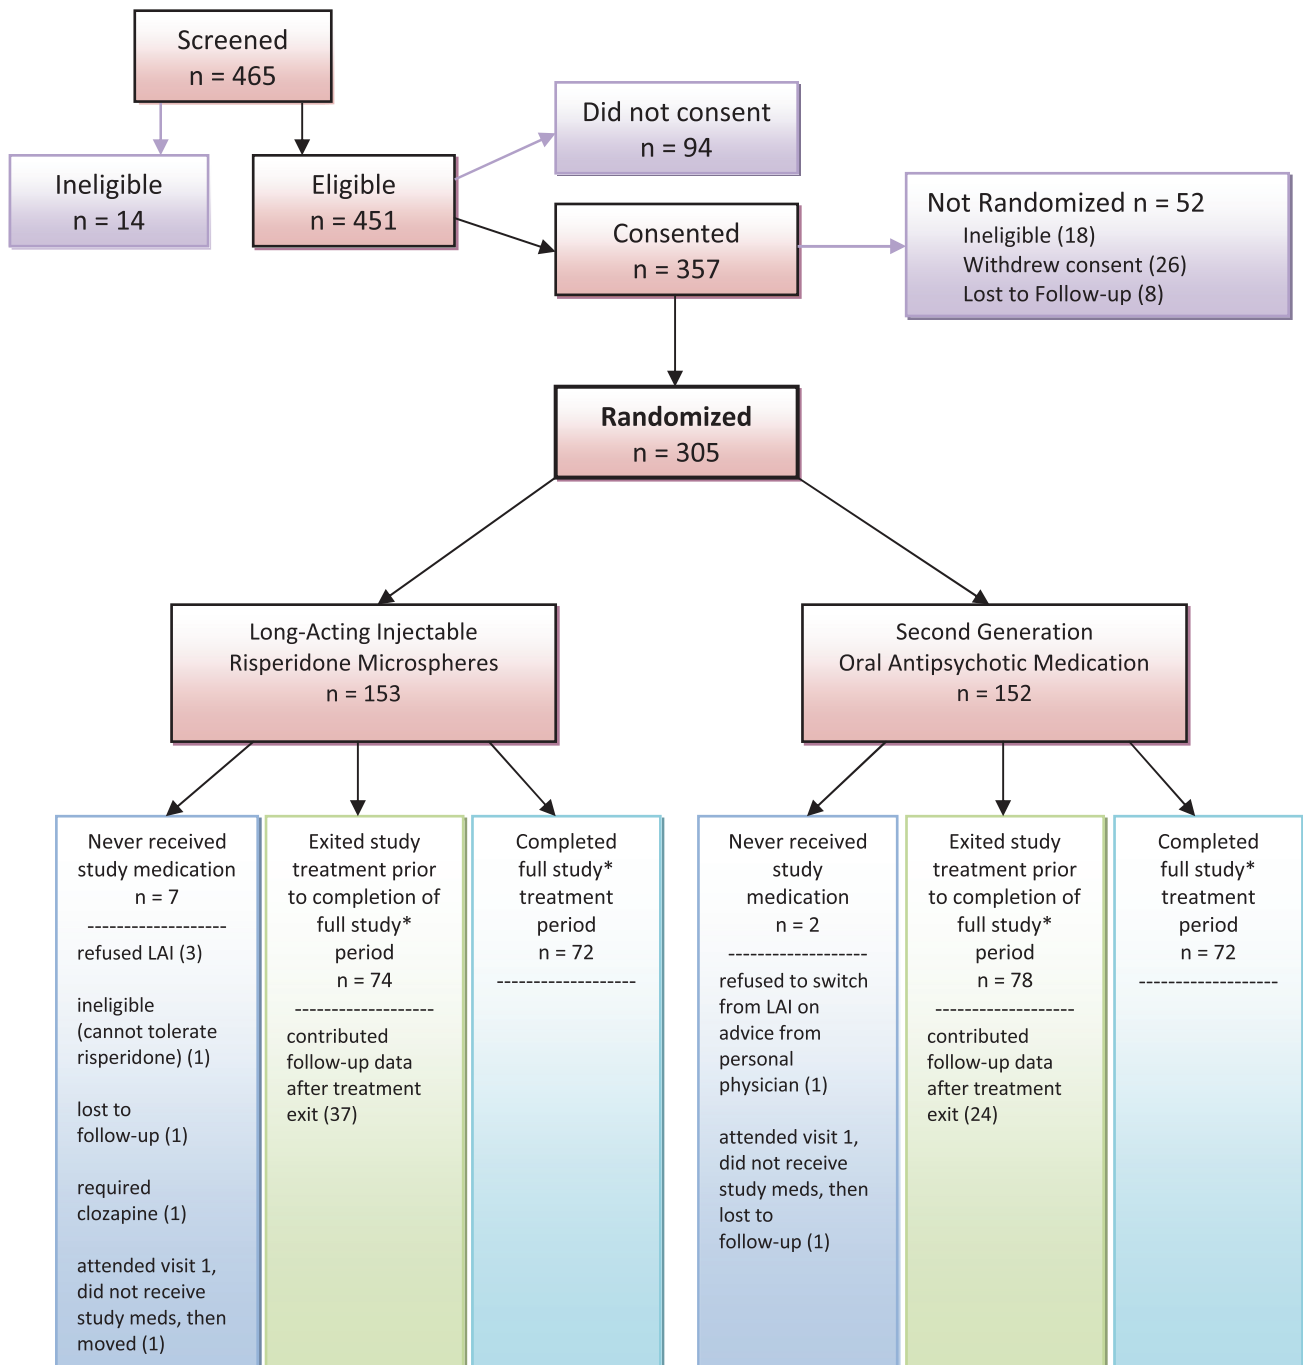 Screened
n = 465
Did not consent
n = 94
Ineligible
n = 14
Eligible
n = 451
Not Randomized n = 52
Ineligible (18)
Withdrew consent (26)
Lost to Follow-up (8)
Consented
n = 357
Randomized
n = 305
Long-Acting Injectable
Risperidone Microspheres
n = 153
Second Generation
Oral Antipsychotic Medication
n = 152
Never received
study medication
n = 7
--------------------
refused LAI (3)
ineligible
(cannot tolerate
risperidone) (1)
lost to
follow-up (1)
required
clozapine (1)
attended visit 1,
did not receive
study meds, then
moved (1)
Exited study
treatment prior
to completion of
full study*
period
n = 74
--------------------
contributed
follow-up data
after treatment
exit (37)
Completed
full study*
treatment
period
n = 72
--------------------
Never received
study
medication
n = 2
--------------------
refused to switch
from LAI on
advice from
personal
physician (1)
attended visit 1,
did not receive
study meds, then
lost to
follow-up (1)
Exited study
treatment prior
to completion of
full study*
period
n = 78
--------------------
contributed
follow-up data
after treatment
exit (24)
Completed
full study*
treatment
period
n = 72
--------------------